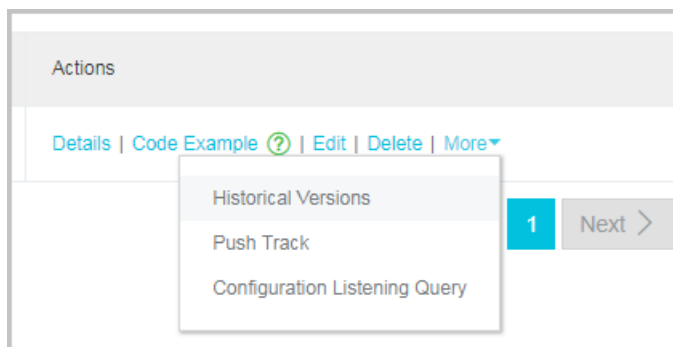 Actions
Details | Code Example ? | Edit | Delete | More
Historical Versions
Push Track
Configuration Listening Query
1 Next